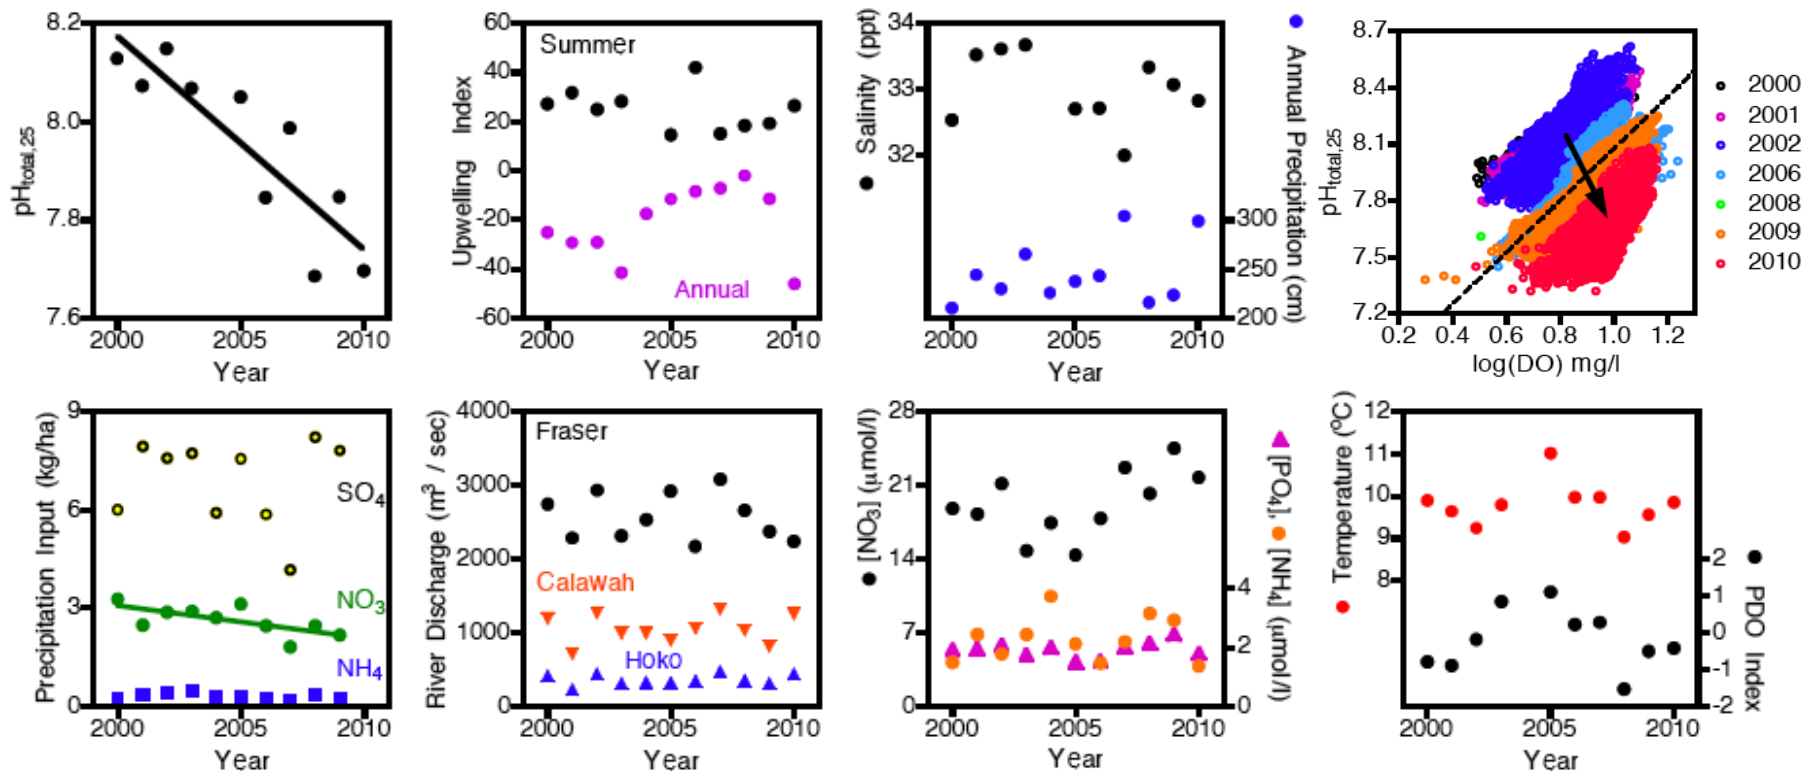 8.2
8.0
7.8
7.6
pHtotal,25
2000 2005 2010
Year
60
40
20
0
-20
-40
-60
Upwelling Index
Summer
Annual
2000 2005 2010
Year
34
33
32
Salinity (ppt)
300
250
200
Annual Precipitation (cm)
2000 2005 2010
Year
8.7
8.4
8.1
7.8
7.5
7.2
pHtotal,25
0.2 0.4 0.6 0.8 1.0 1.2
log(DO) mg/l
2000
2001
2002
2006
2008
2009
2010
9
6
3
0
Precipitation Input (kg/ha)
SO4
NO3
NH4
2000 2005 2010
Year
4000
3000
2000
1000
0
River Discharge (m³ / sec)
Fraser
Calawah
Hoko
2000 2005 2010
Year
28
21
14
7
0
[NO3] (μmol/l)
4
2
0
[PO4], [NH4] (μmol/l)
2000 2005 2010
Year
12
11
10
9
8
Temperature (ºC)
2
1
0
-1
-2
PDO Index
2000 2005 2010
Year